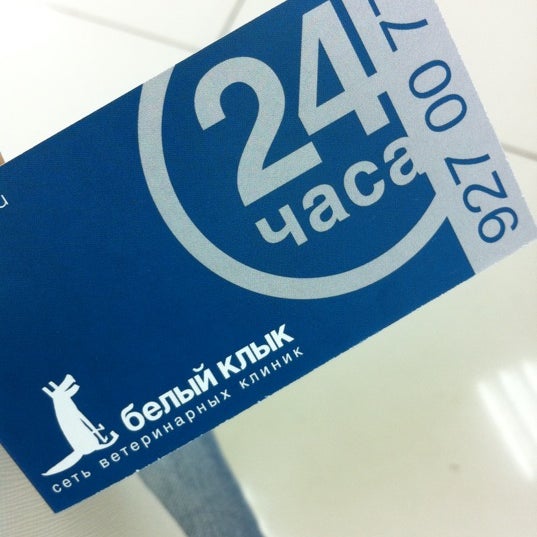 24
часа
927 00 7
белый клык
сеть ветеринарных клиник